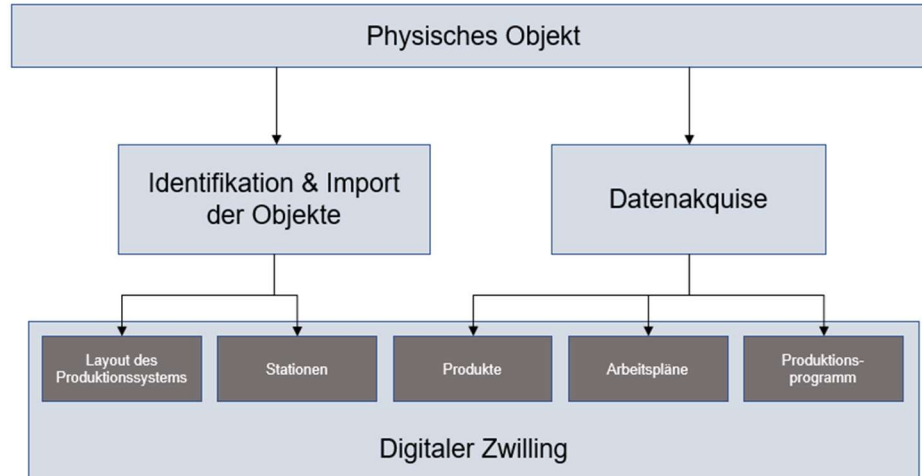 Physisches Objekt
Identifikation & Import
der Objekte
Datenakquise
Layout des
Produktionssystems
Stationen
Produkte
Arbeitspläne
Produktions-
programm
Digitaler Zwilling